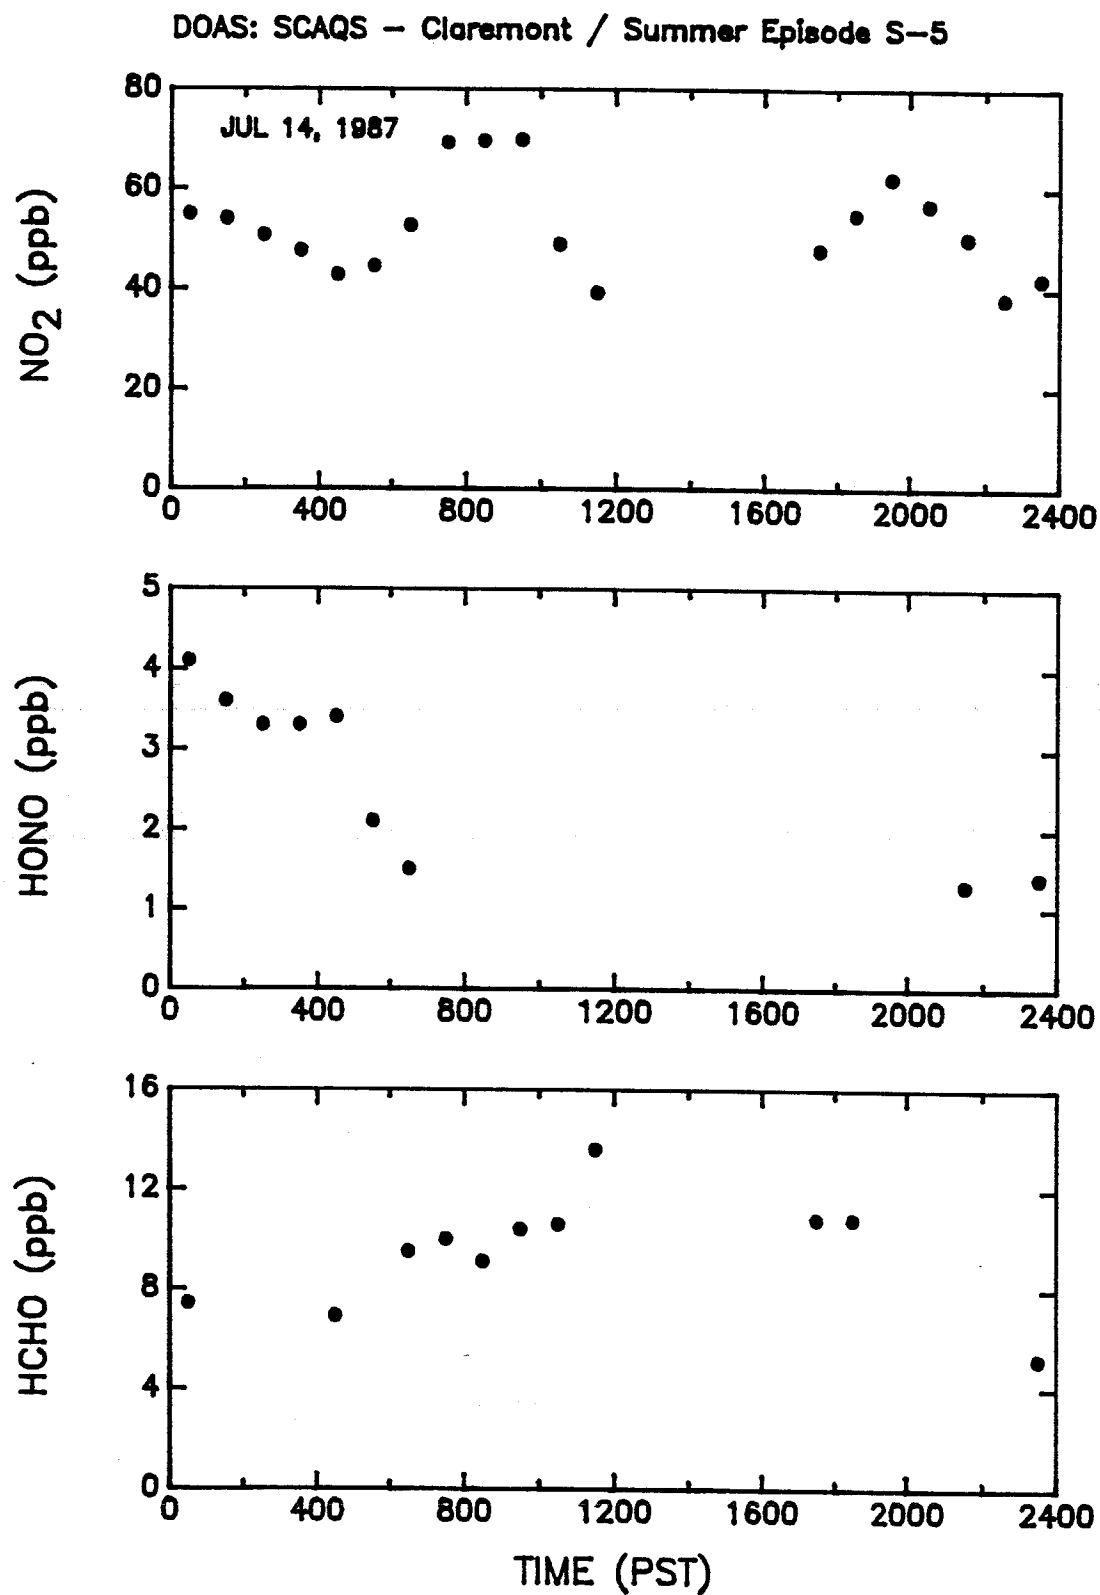 DOAS: SCAQS – Claremont / Summer Episode S-5
JUL 14, 1987
NO2 (ppb)
80
60
40
20
0
0 400 800 1200 1600 2000 2400
HONO (ppb)
5
4
3
2
1
0
0 400 800 1200 1600 2000 2400
HCHO (ppb)
16
12
8
4
0
0 400 800 1200 1600 2000 2400
TIME (PST)